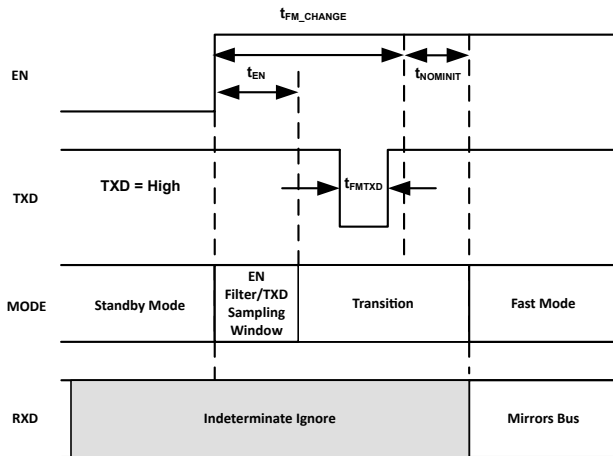 tFM_CHANGE
EN
tEN
tNOMINIT
TXD
TXD = High
tFMTXD
MODE
Standby Mode
EN
Filter/TXD
Sampling
Window
Transition
Fast Mode
RXD
Indeterminate Ignore
Mirrors Bus